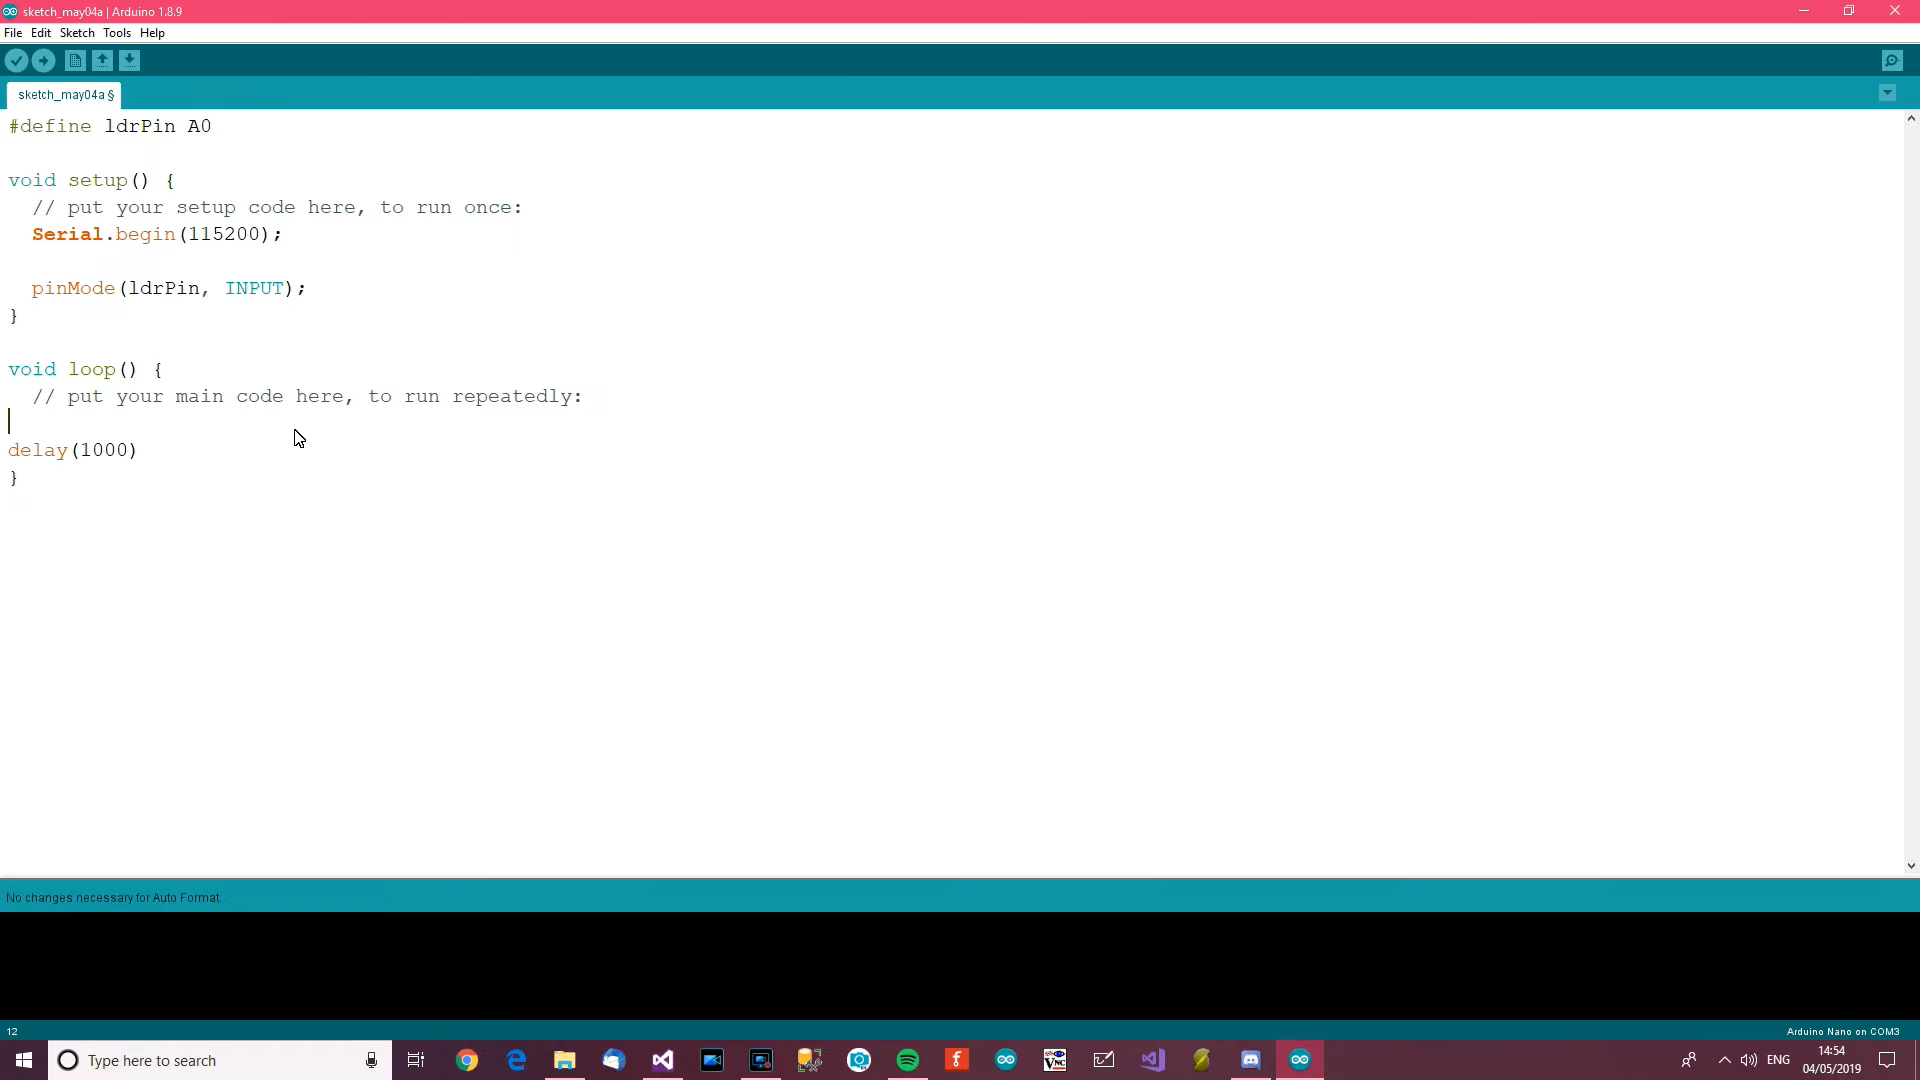 sketch_may04a | Arduino 1.8.9
File Edit Sketch Tools Help
sketch_may04a §
#define ldrPin A0
void setup() {
// put your setup code here, to run once:
Serial.begin(115200);
pinMode(ldrPin, INPUT);
}
void loop() {
// put your main code here, to run repeatedly:
delay(1000)
}
No changes necessary for Auto Format.
12
Arduino Nano on COM3
Type here to search
ENG
14:54
04/05/2019